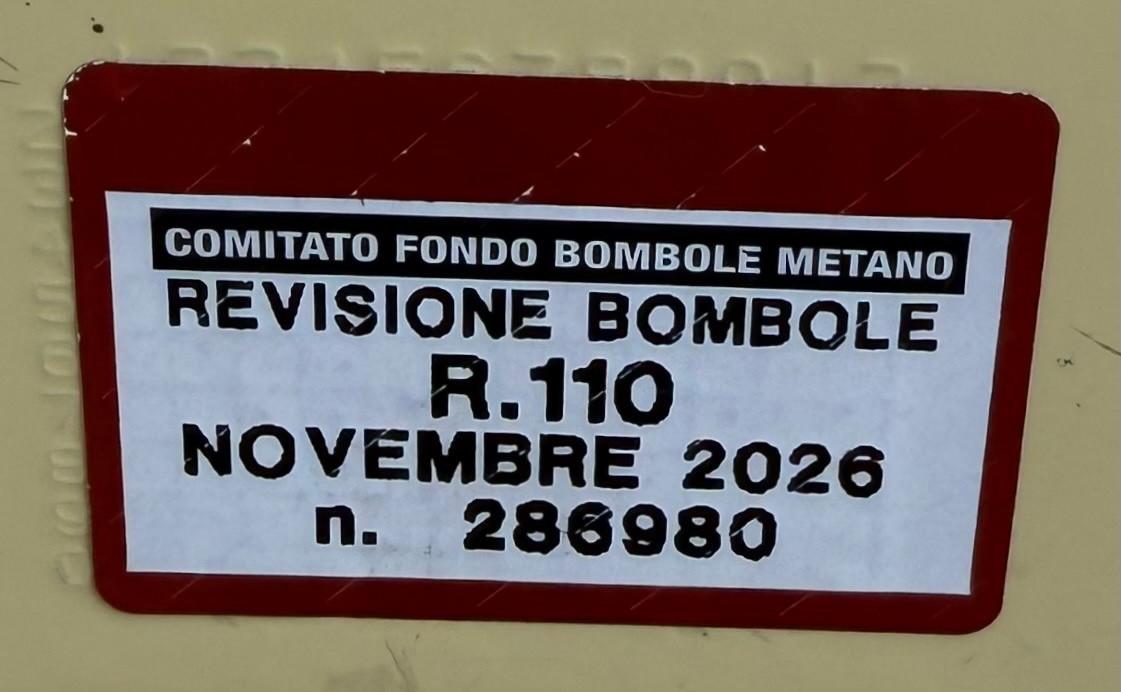 COMITATO FONDO BOMBOLE METANO
REVISIONE BOMBOLE
R.110
NOVEMBRE 2026
n. 286980